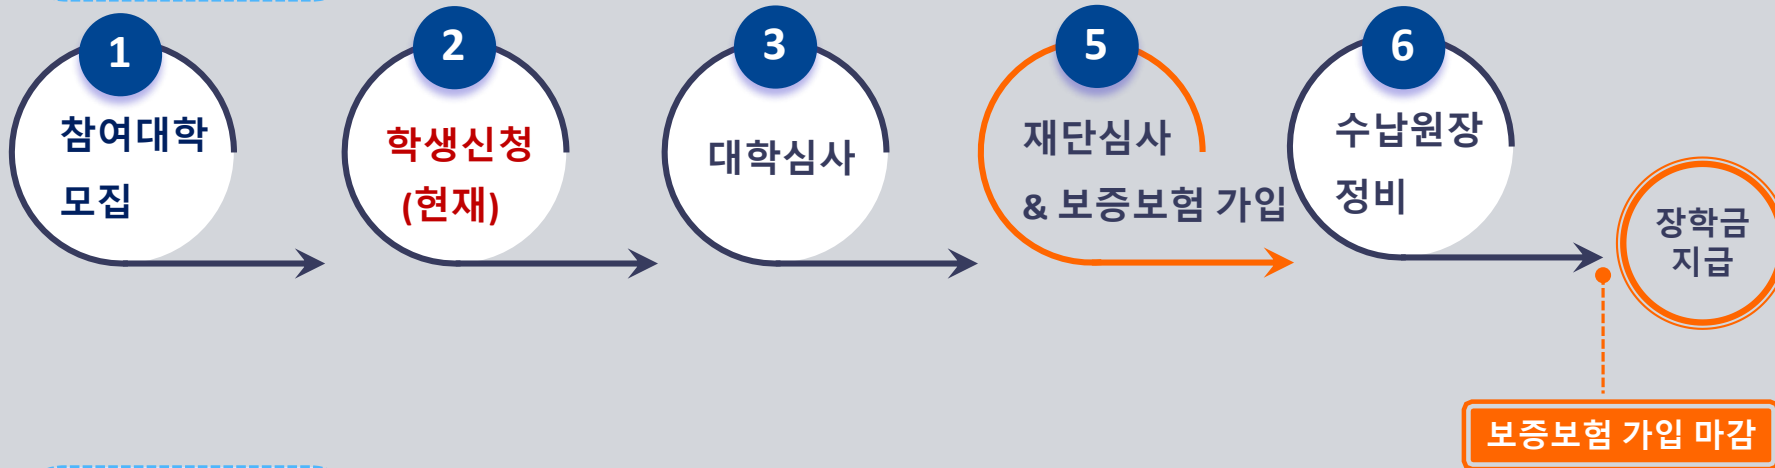 1
참여대학
모집
2
학생신청
(현재)
3
대학심사
5
재단심사
& 보증보험 가입
6
수납원장
정비
장학금
지급
보증보험 가입 마감